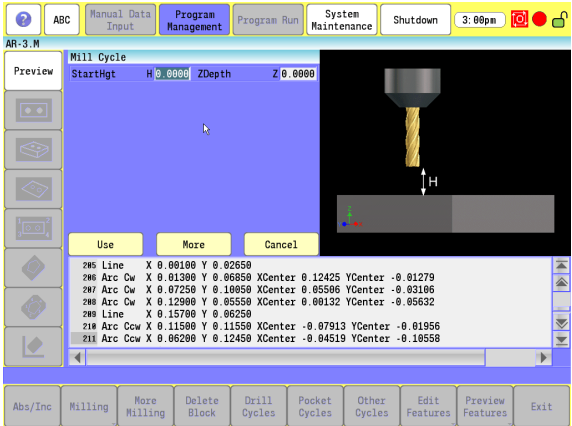 ? ABC Manual Data Input Program Management Program Run System Maintenance Shutdown 3:00pm
AR-3.M
Preview
Mill Cycle
StartHgt H 0.0000 ZDepth Z 0.0000
H
Z
Use More Cancel
205 Line X 0.00100 Y 0.02650
206 Arc Cw X 0.01300 Y 0.06850 XCenter 0.12425 YCenter -0.01279
207 Arc Cw X 0.07250 Y 0.10050 XCenter 0.05506 YCenter -0.03106
208 Arc Cw X 0.12900 Y 0.05550 XCenter 0.00132 YCenter -0.05632
209 Line X 0.15700 Y 0.06250
210 Arc Ccw X 0.11500 Y 0.11550 XCenter -0.07913 YCenter -0.01956
211 Arc Ccw X 0.06200 Y 0.12450 XCenter -0.04519 YCenter -0.10558
Abs/Inc Milling More Milling Delete Block Drill Cycles Pocket Cycles Other Cycles Edit Features Preview Features Exit